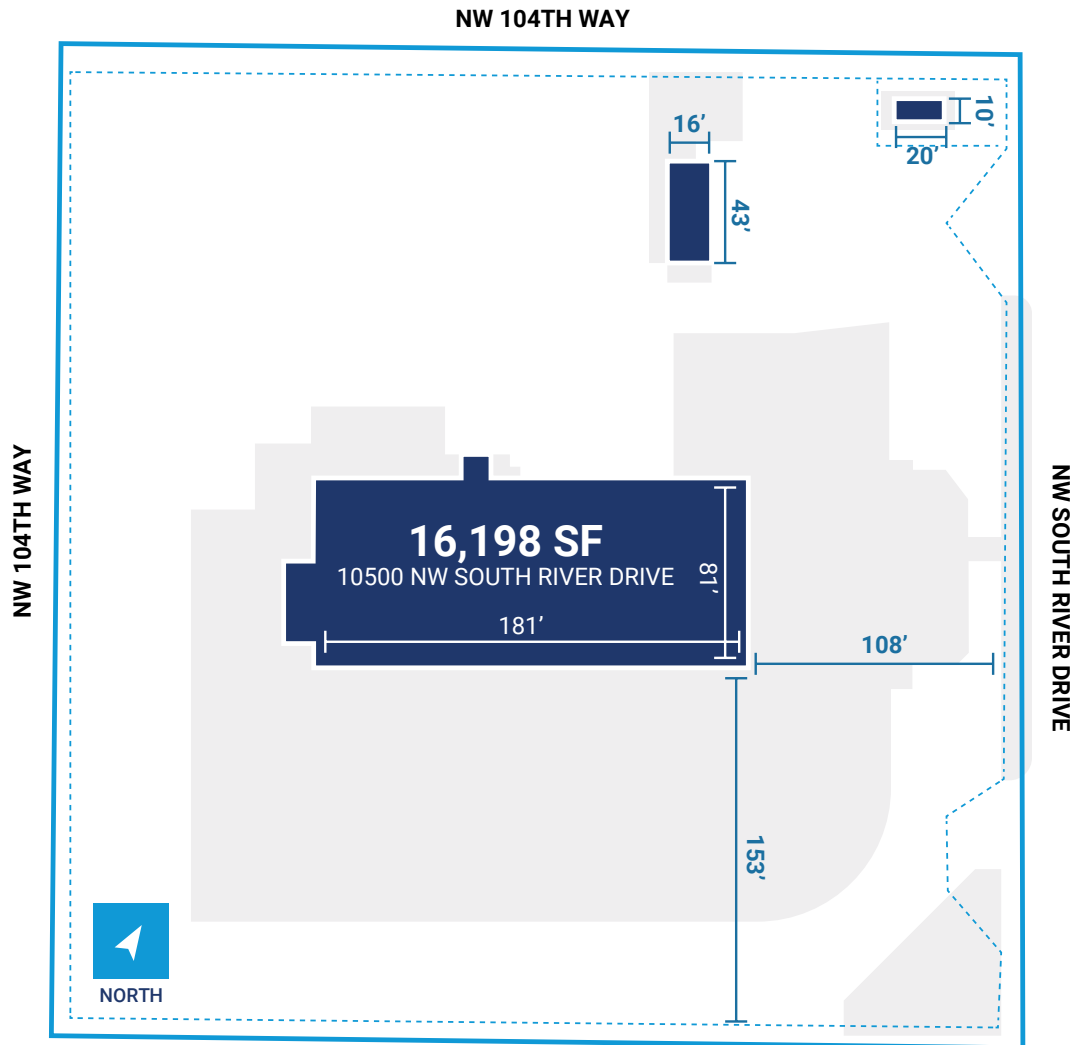 NW 104TH WAY
10’
16’
20’
43’
NW 104TH WAY
NW SOUTH RIVER DRIVE
16,198 SF
10500 NW SOUTH RIVER DRIVE
81’
181’
108’
153’
NORTH